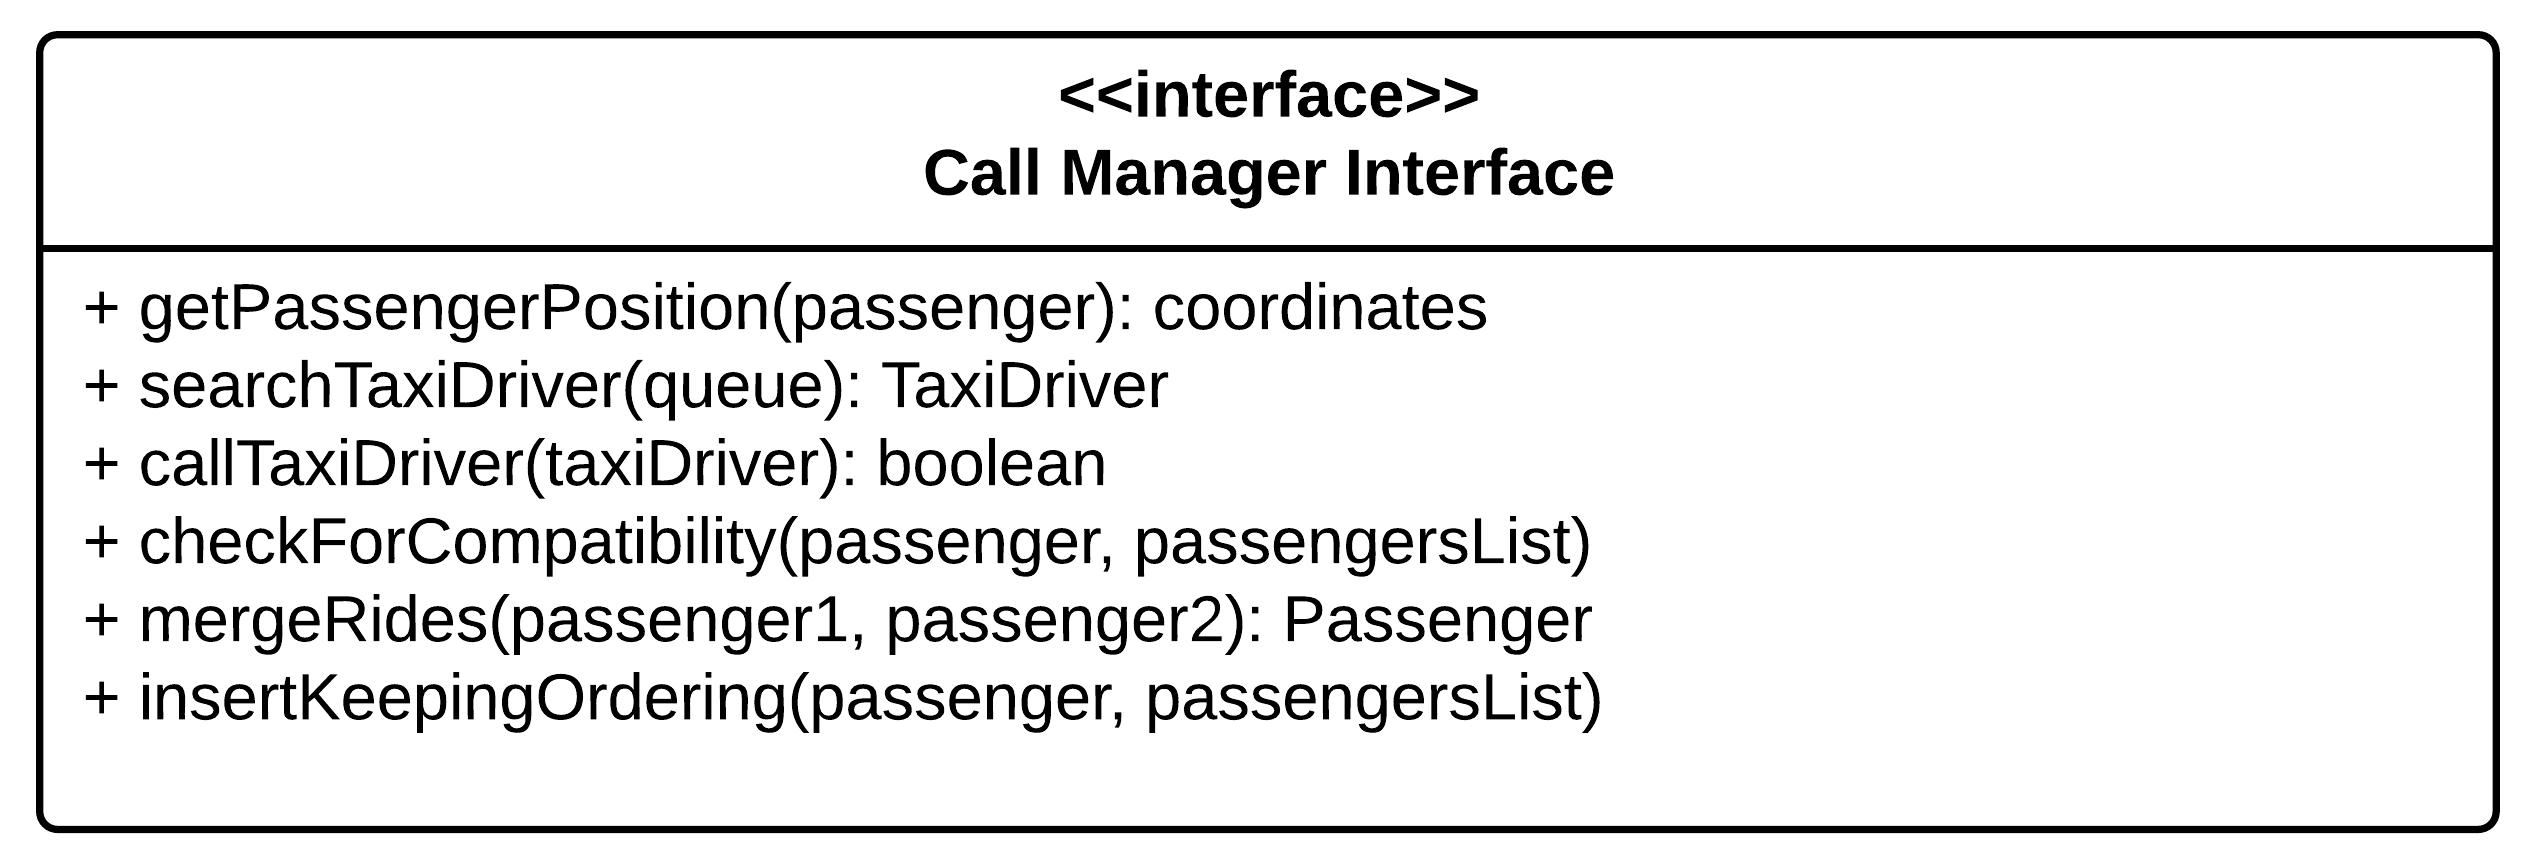 <<interface>>
Call Manager Interface
+ getPassengerPosition(passenger): coordinates
+ searchTaxiDriver(queue): TaxiDriver
+ callTaxiDriver(taxiDriver): boolean
+ checkForCompatibility(passenger, passengersList)
+ mergeRides(passenger1, passenger2): Passenger
+ insertKeepingOrdering(passenger, passengersList)